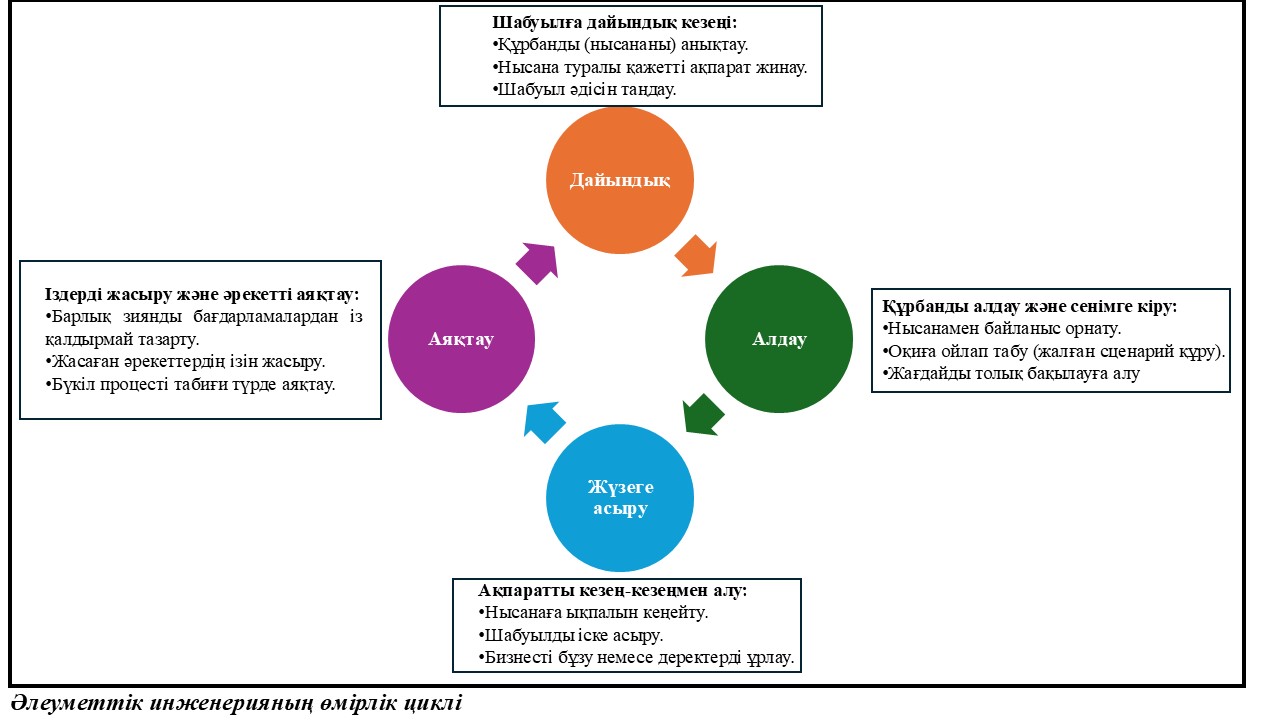 Шабуылға дайындық кезеңі:
•Құрбанды (нысананы) анықтау.
•Нысана туралы қажетті ақпарат жинау.
•Шабуыл әдісін таңдау.
Дайындық
Іздерді жасыру және әрекетті аяқтау:
•Барлық зиянды бағдарламалардан із
қалдырмай тазарту.
•Жасаған әрекеттердің ізін жасыру.
•Бүкіл процесті табиғи түрде аяқтау.
Аяқтау
Алдау
Құрбанды алдау және сенімге кіру:
•Нысанамен байланыс орнату.
•Оқиға ойлап табу (жалған сценарий құру).
•Жағдайды толық бақылауға алу
Жүзеге
асыру
Ақпаратты кезең-кезеңмен алу:
•Нысанаға ықпалын кеңейту.
•Шабуылды іске асыру.
•Бизнесті бұзу немесе деректерді ұрлау.
Әлеуметтік инженерияның өмірлік циклі